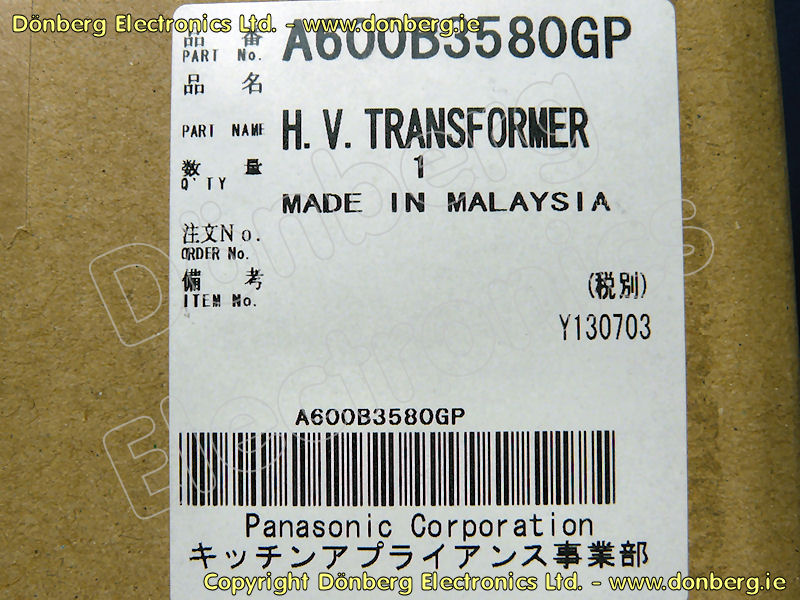 Dönberg Electronics Ltd. - © - www.donberg.ie
品 番 A600B3580GP
PART No.
品 名
PART NAME H. V. TRANSFORMER
数 量 1
Q'TY
MADE IN MALAYSIA
注文No.
ORDER No.
備 考 (税別)
ITEM No.
Y130703
A600B3580GP
Panasonic Corporation
キッチンアプライアンス事業部
Dönberg
Electronics
Copyright Dönberg Electronics Ltd. - www.donberg.ie